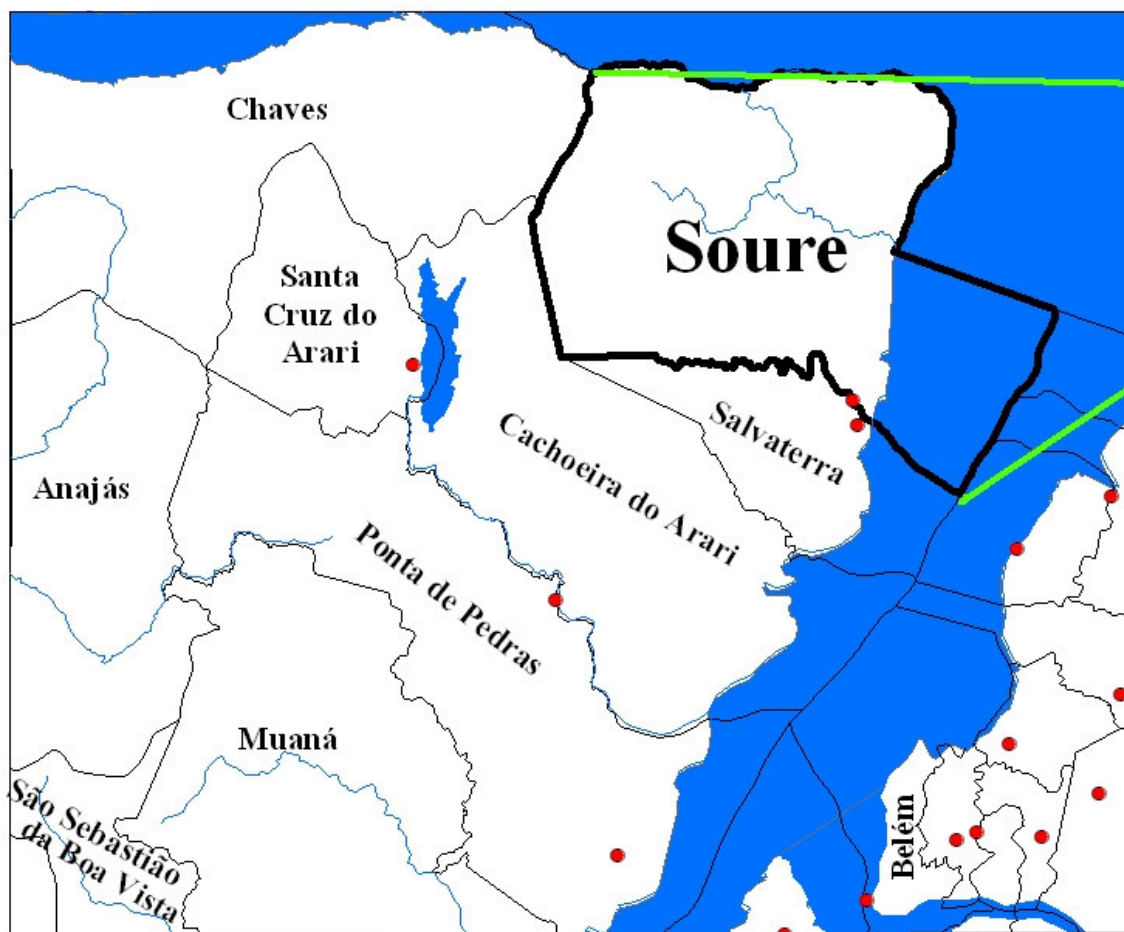 Chaves
Soure
Santa
Cruz do
Arari
Salvaterra
Cachoeira do Arari
Anajás
Ponta de Pedras
Muaná
São Sebastião
da Boa Vista
Belém